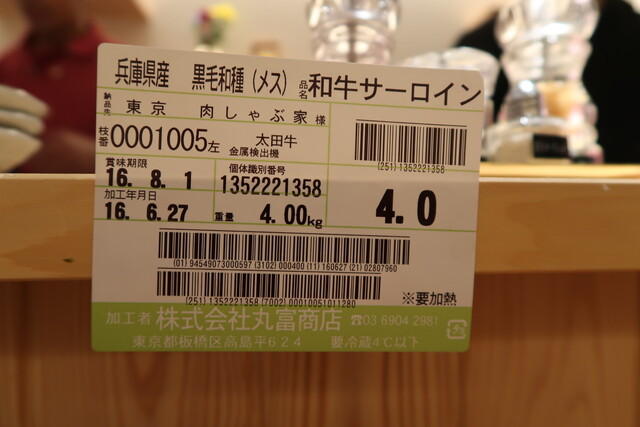 兵庫県産 黒毛和種(メス) 品名 和牛サーロイン
納品先 東京 肉しゃぶ家 様
枝番 0001005左 太田牛
金属検出機
(251) 1352221358
賞味期限 16. 8. 1
個体識別番号 1352221358
加工年月日 16. 6.27
重量 4.00kg
4.0
(01) 94549073000597 (3102) 000400 (11) 160627 (21) 02807960
(251) 1352221358 (7002) 00010051011280
※要加熱
加工者 株式会社丸富商店 ☎03 6904 2981
東京都板橋区高島平624 要冷蔵4℃以下